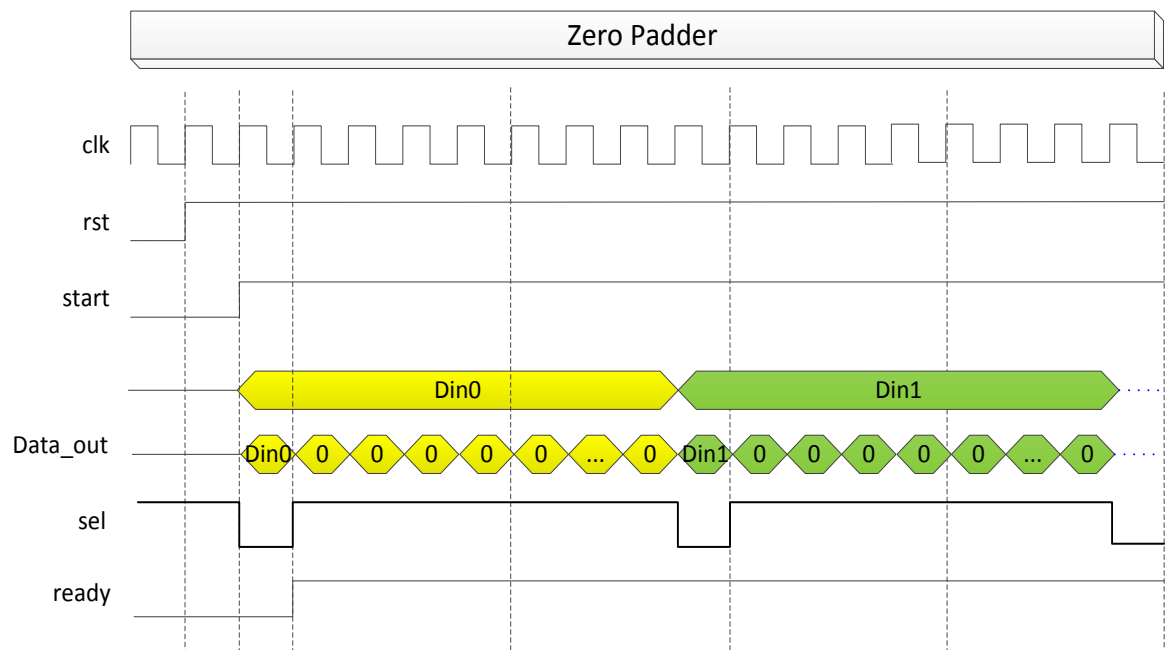 Zero Padder
clk
rst
start
Din0 Din1
Data_out Din0 0 0 0 0 0 ... 0 Din1 0 0 0 0 0 ... 0
sel
ready